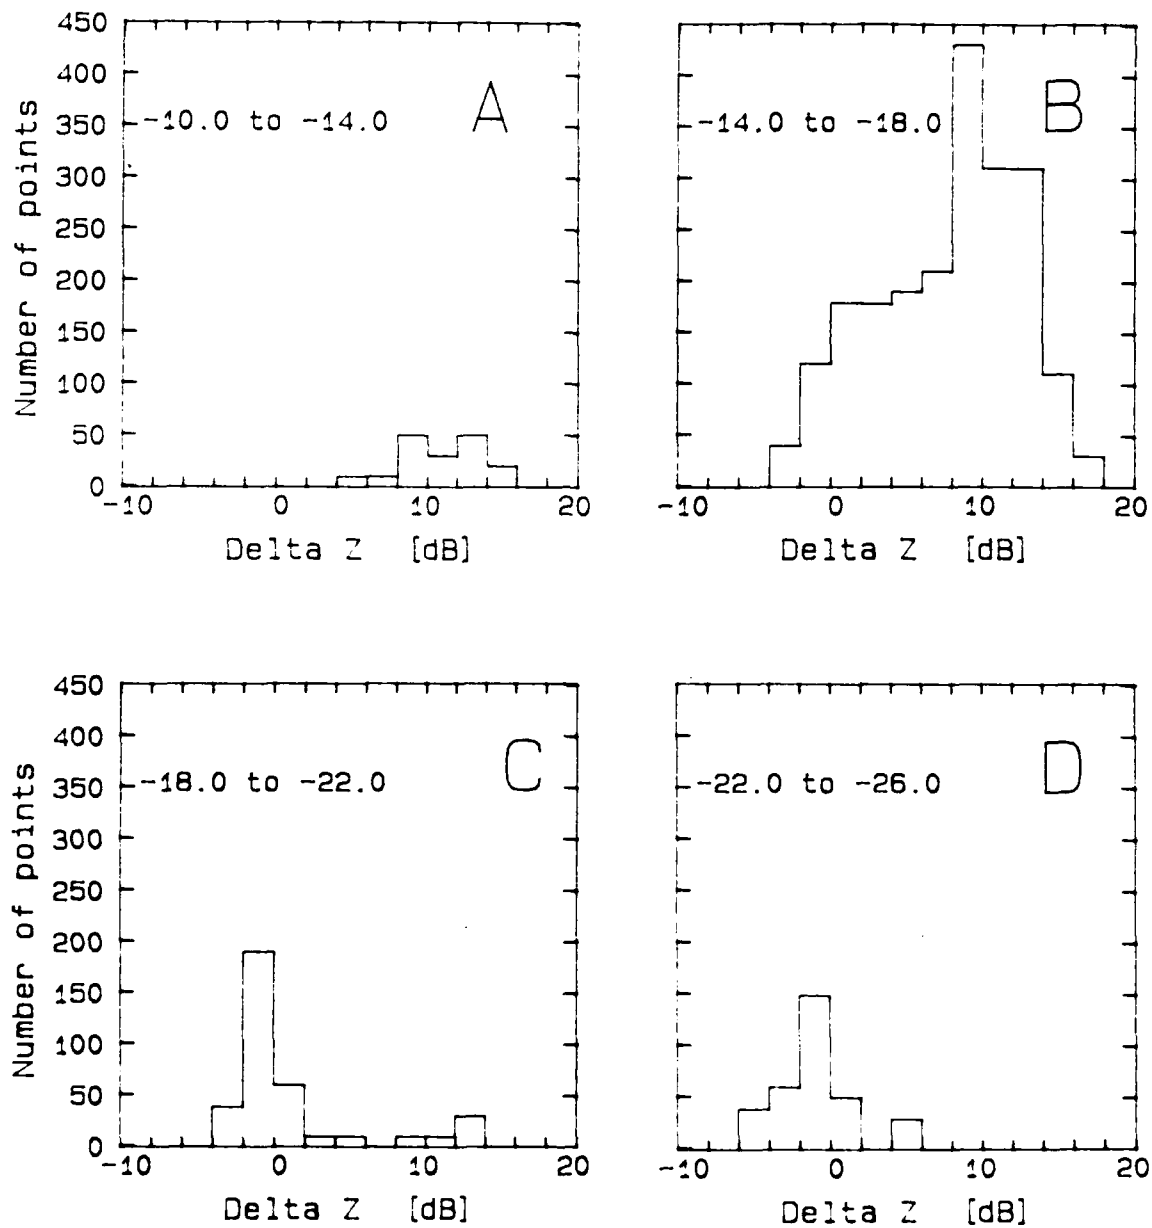 450
400
350
300
250
200
150
100
50
0
Number of points
-10.0 to -14.0
A
-10 0 10 20
Delta Z [dB]
-14.0 to -18.0
B
-10 0 10 20
Delta Z [dB]
450
400
350
300
250
200
150
100
50
0
Number of points
-18.0 to -22.0
C
-10 0 10 20
Delta Z [dB]
-22.0 to -26.0
D
-10 0 10 20
Delta Z [dB]